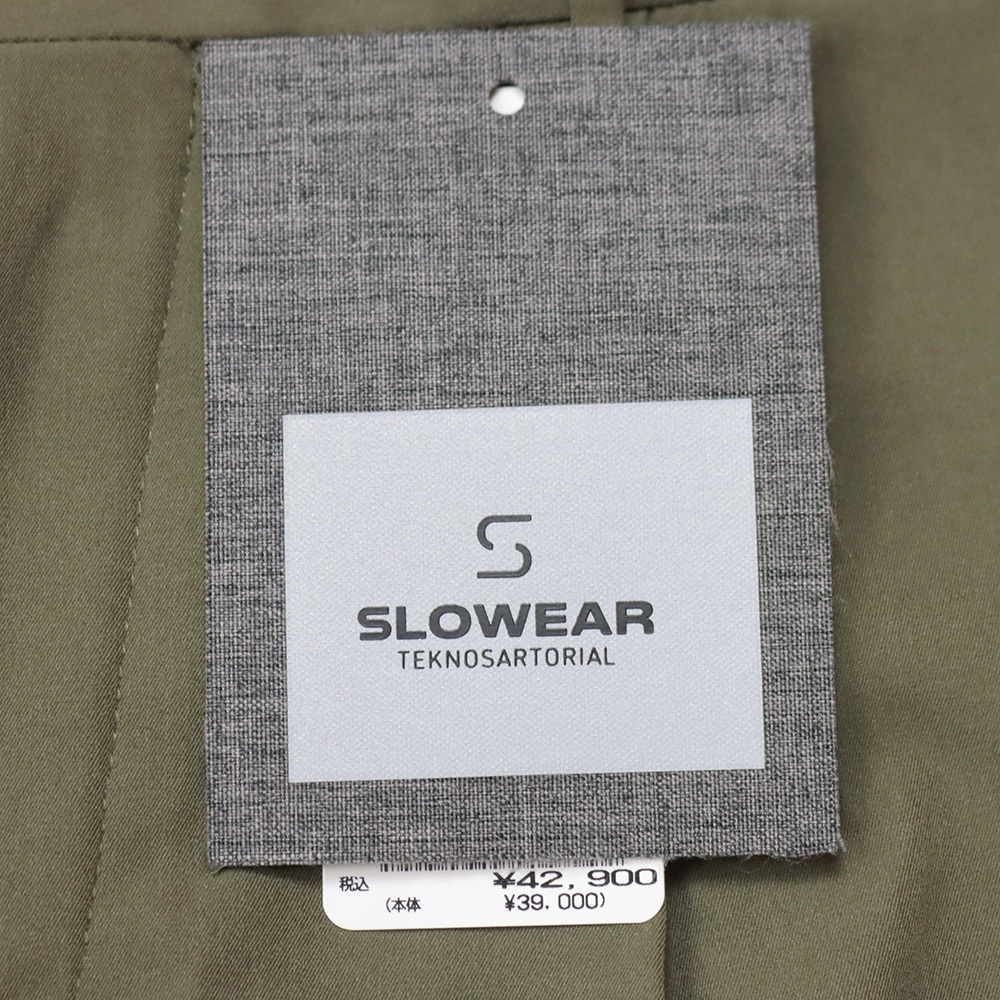 SLOWEAR
TEKNOSARTORIAL
税込 ¥42,900
(本体 ¥39,000)